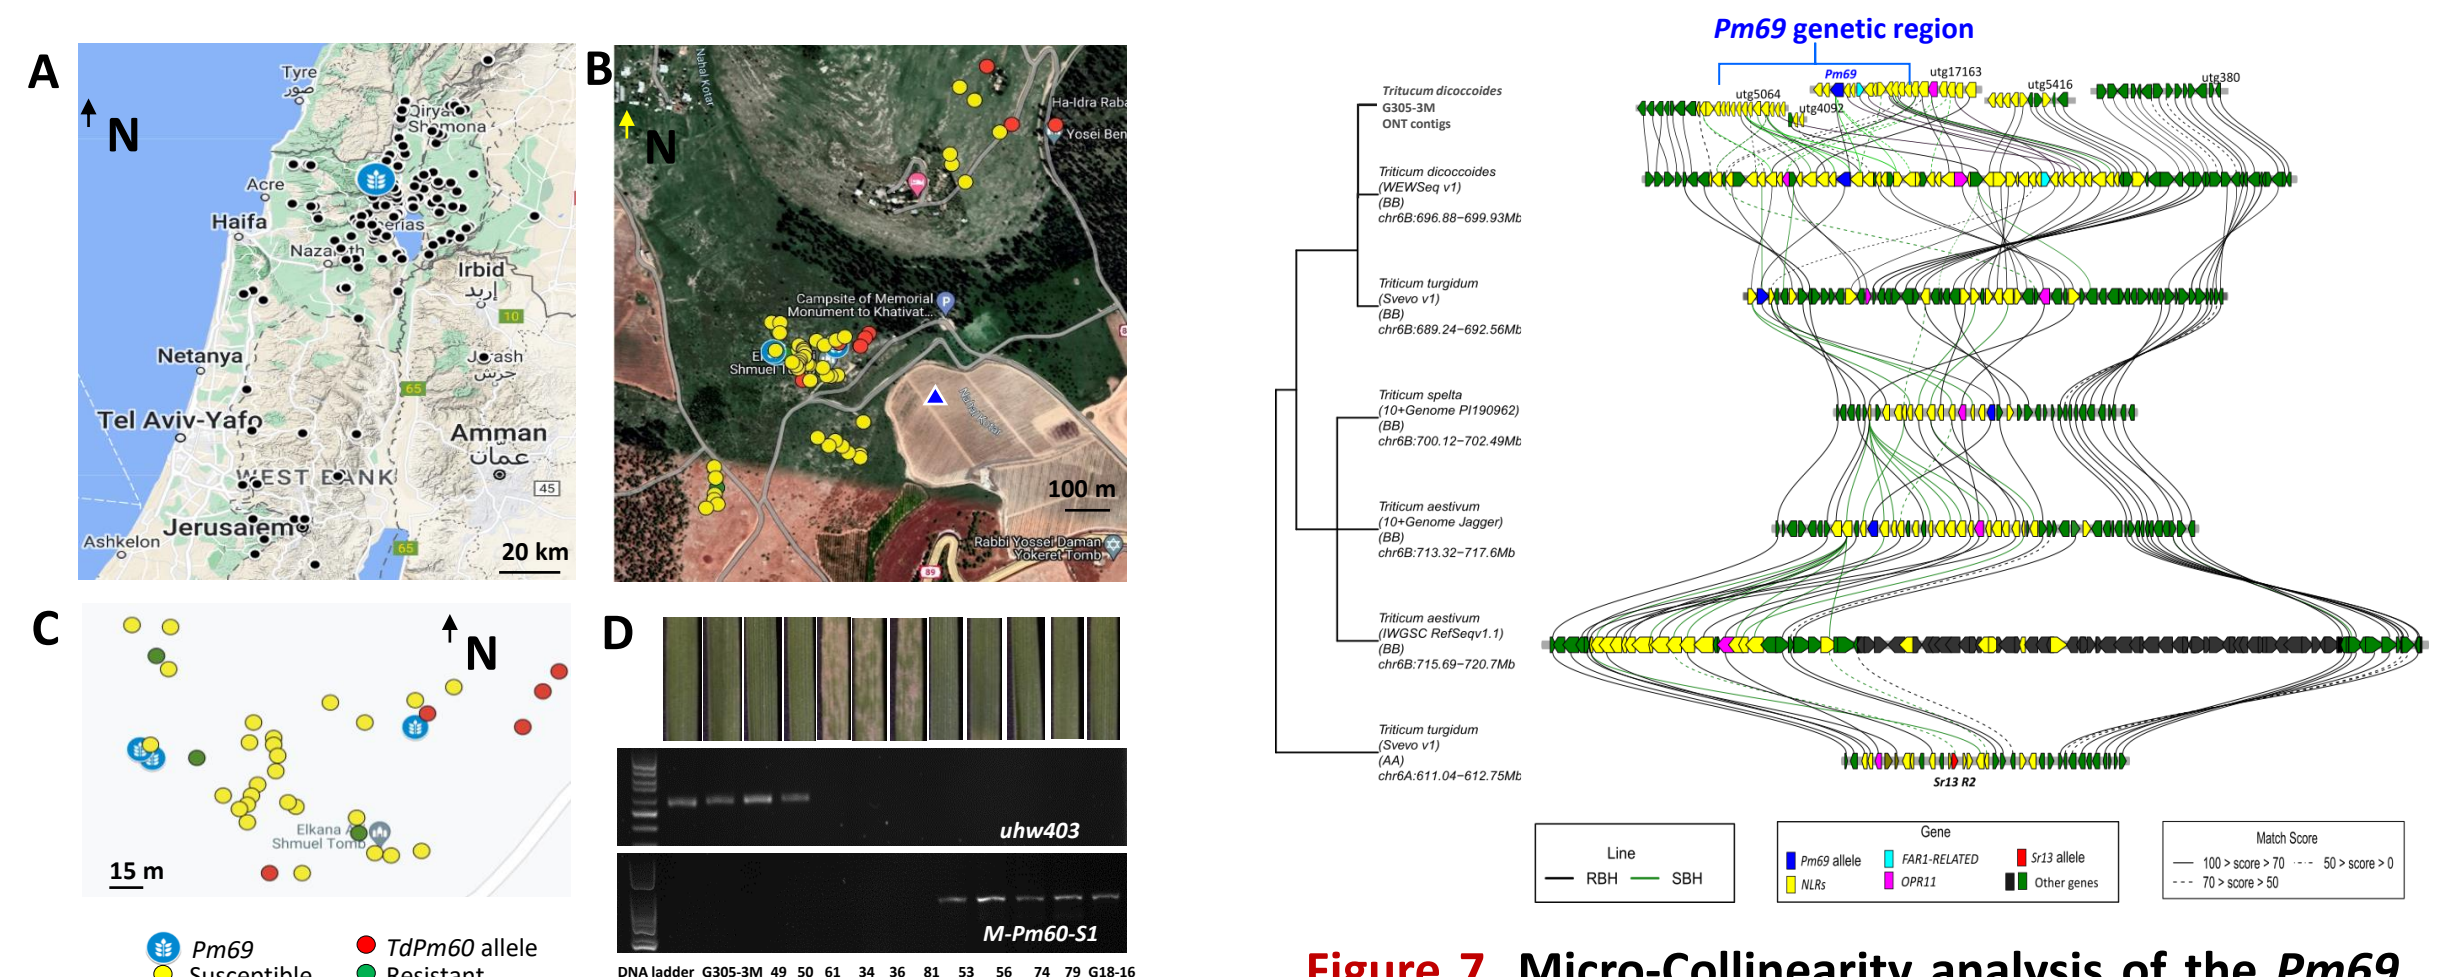 A
N
Tyre
صور
Qiryat
Shmona
Acre
Haifa
Nazareth
Irbid
إربد
10
Netanya
Jerash
جرش
65
Tel Aviv-Yafo
Amman
عمان
WEST BANK
45
Jerusalem
Ashkelon
65
20 km
B
N
Nahal Kotar
Ha-Idra Raba
Yosei Ben
Campsite of Memorial
Monument to Khativat...
Shmuel
Nahal Kotar
100 m
Rabbi Yossei Daman
Yokeret Tomb
89
C
N
Elkana A
Shmuel Tomb
15 m
Pm69
TdPm60 allele
Susceptible
Resistant
D
uhw403
M-Pm60-S1
DNA ladder G305-3M 49 50 61 34 36 81 53 56 74 79 G18-16
Pm69 genetic region
Pm69
utg17163
utg5416
utg380
utg5064
utg4092
Tritucum dicoccoides
G305-3M
ONT contigs
Triticum dicoccoides
(WEWSeq v1)
(BB)
chr6B:696.88−699.93Mb
Triticum turgidum
(Svevo v1)
(BB)
chr6B:689.24−692.56Mb
Triticum spelta
(10+Genome PI190962)
(BB)
chr6B:700.12−702.49Mb
Triticum aestivum
(10+Genome Jagger)
(BB)
chr6B:713.32−717.6Mb
Triticum aestivum
(IWGSC RefSeqv1.1)
(BB)
chr6B:715.69−720.7Mb
Triticum turgidum
(Svevo v1)
(AA)
chr6A:611.04−612.75Mb
Sr13 R2
Line
RBH SBH
Gene
Pm69 allele FAR1-RELATED Sr13 allele
NLRs OPR11 Other genes
Match Score
100 > score > 70 50 > score > 0
70 > score > 50
Figure 7 Micro-Collinearity analysis of the Pm69